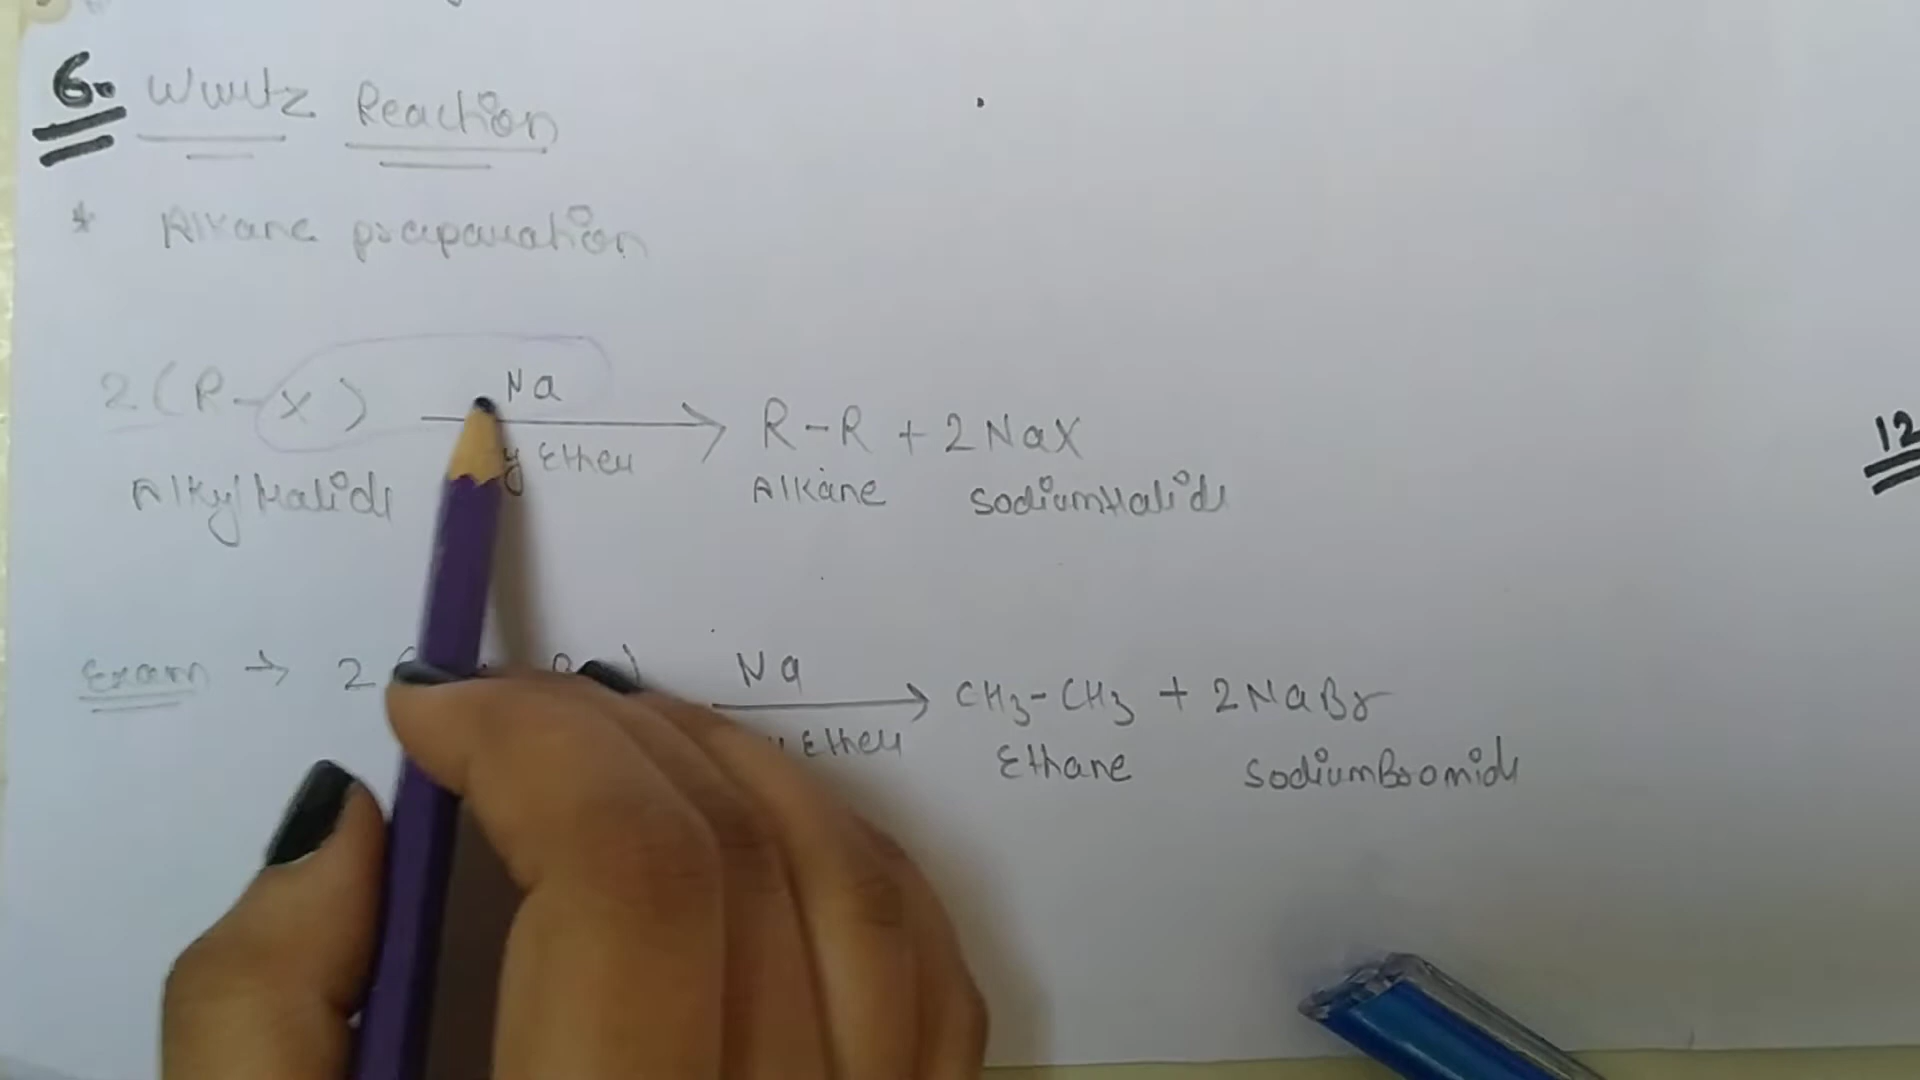 6. Wurtz Reaction
* Alkane preparation
2(R-X) Na
y Ether
R-R + 2NaX
Alkyl Halide Alkane Sodium Halide
Exam → 2 ( Na CH3-CH3 + 2NaBr
Ether
Ethane Sodium Bromide
12